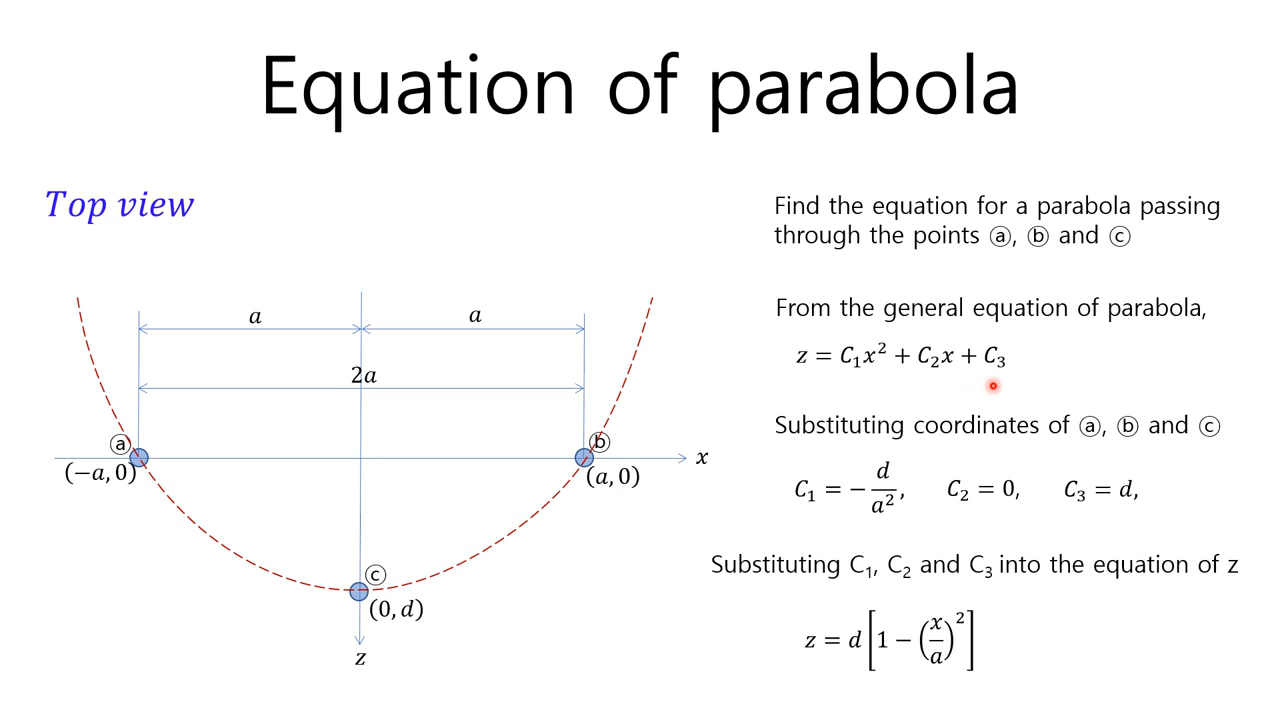 Equation of parabola
Top view
a
a
2a
ⓐ
ⓑ
(−a, 0)
(a, 0)
x
ⓒ
(0, d)
z
Find the equation for a parabola passing
through the points ⓐ, ⓑ and ⓒ
From the general equation of parabola,
z = C₁x² + C₂x + C₃
Substituting coordinates of ⓐ, ⓑ and ⓒ
C₁ = −d/a², C₂ = 0, C₃ = d,
Substituting C₁, C₂ and C₃ into the equation of z
z = d[1 − (x/a)²]